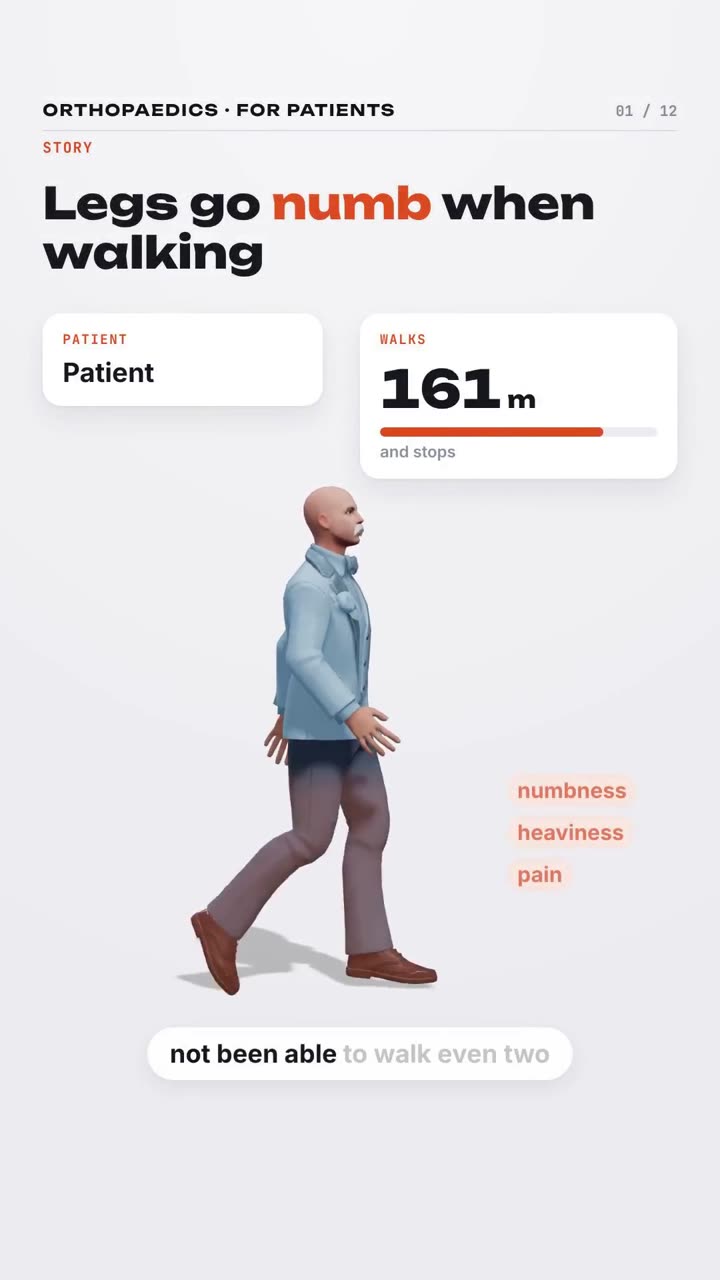 ORTHOPAEDICS · FOR PATIENTS
01 / 12
STORY
Legs go numb when
walking
PATIENT
Patient
WALKS
161 m
and stops
numbness
heaviness
pain
not been able to walk even two